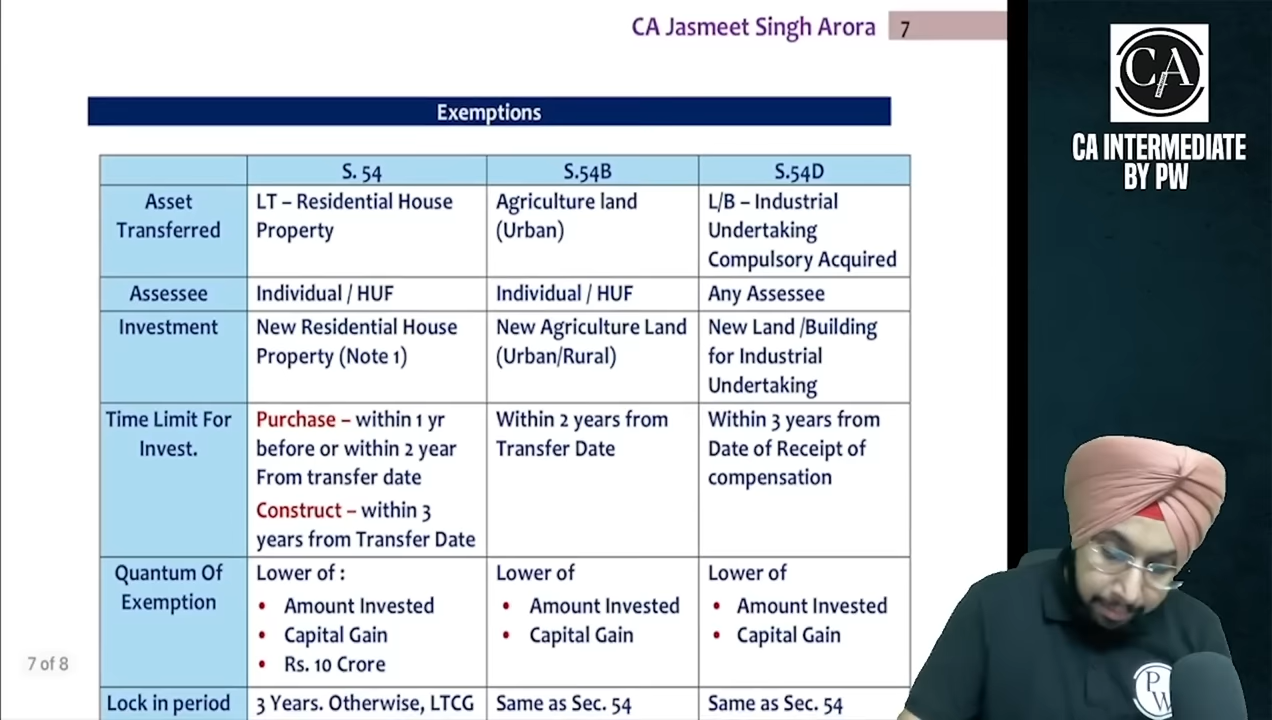 CA Jasmeet Singh Arora 7
CA
CA INTERMEDIATE
BY PW
Exemptions
S. 54 S.54B S.54D
Asset Transferred
LT – Residential House
Property
Agriculture land
(Urban)
L/B – Industrial
Undertaking
Compulsory Acquired
Assessee
Individual / HUF
Individual / HUF
Any Assessee
Investment
New Residential House
Property (Note 1)
New Agriculture Land
(Urban/Rural)
New Land /Building
for Industrial
Undertaking
Time Limit For
Invest.
Purchase – within 1 yr
before or within 2 year
From transfer date
Construct – within 3
years from Transfer Date
Within 2 years from
Transfer Date
Within 3 years from
Date of Receipt of
compensation
Quantum Of
Exemption
Lower of :
• Amount Invested
• Capital Gain
• Rs. 10 Crore
Lower of
• Amount Invested
• Capital Gain
Lower of
• Amount Invested
• Capital Gain
Lock in period
3 Years. Otherwise, LTCG
Same as Sec. 54
Same as Sec. 54
7 of 8
PW